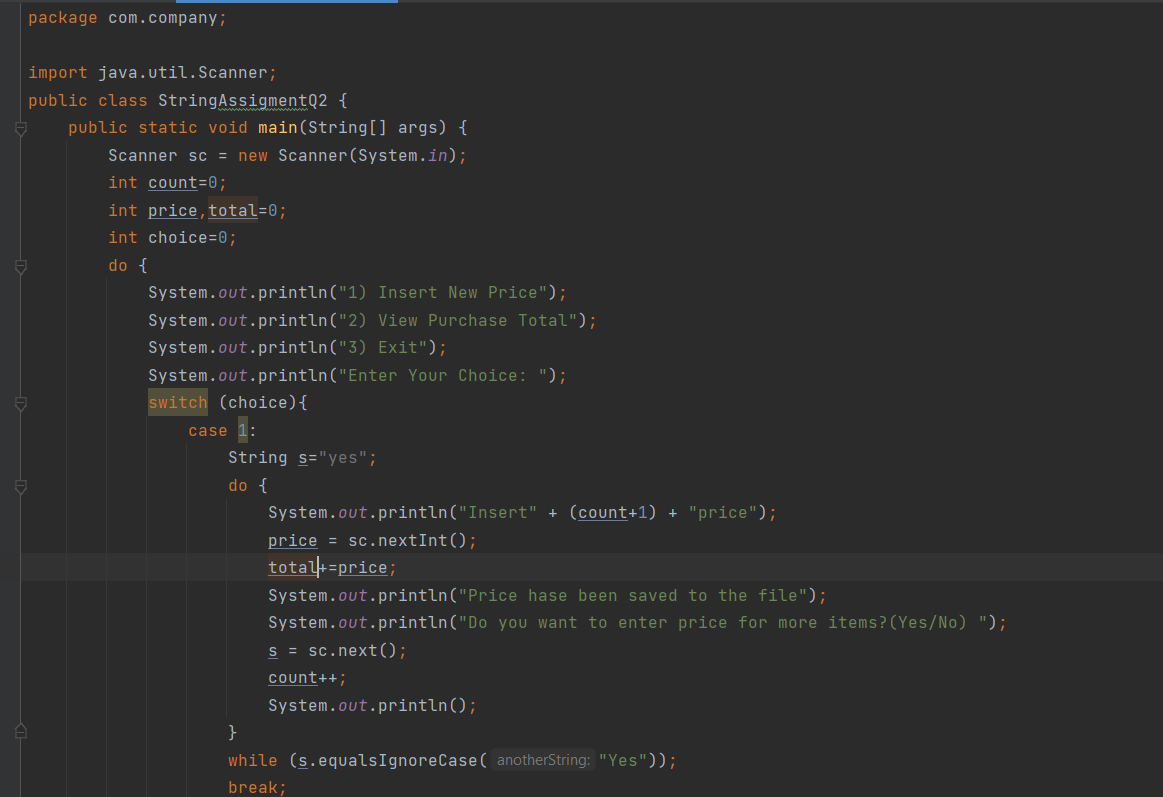 package com.company;
import java.util.Scanner;
public class StringAssigmentQ2 {
public static void main(String[] args) {
Scanner sc = new Scanner(System.in);
int count=0;
int price,total=0;
int choice=0;
do {
System.out.println("1) Insert New Price");
System.out.println("2) View Purchase Total");
System.out.println("3) Exit");
System.out.println("Enter Your Choice: ");
switch (choice){
case 1:
String s="yes";
do {
System.out.println("Insert" + (count+1) + "price");
price = sc.nextInt();
total+=price;
System.out.println("Price hase been saved to the file");
System.out.println("Do you want to enter price for more items?(Yes/No) ");
s = sc.next();
count++;
System.out.println();
}
while (s.equalsIgnoreCase( anotherString: "Yes"));
break;